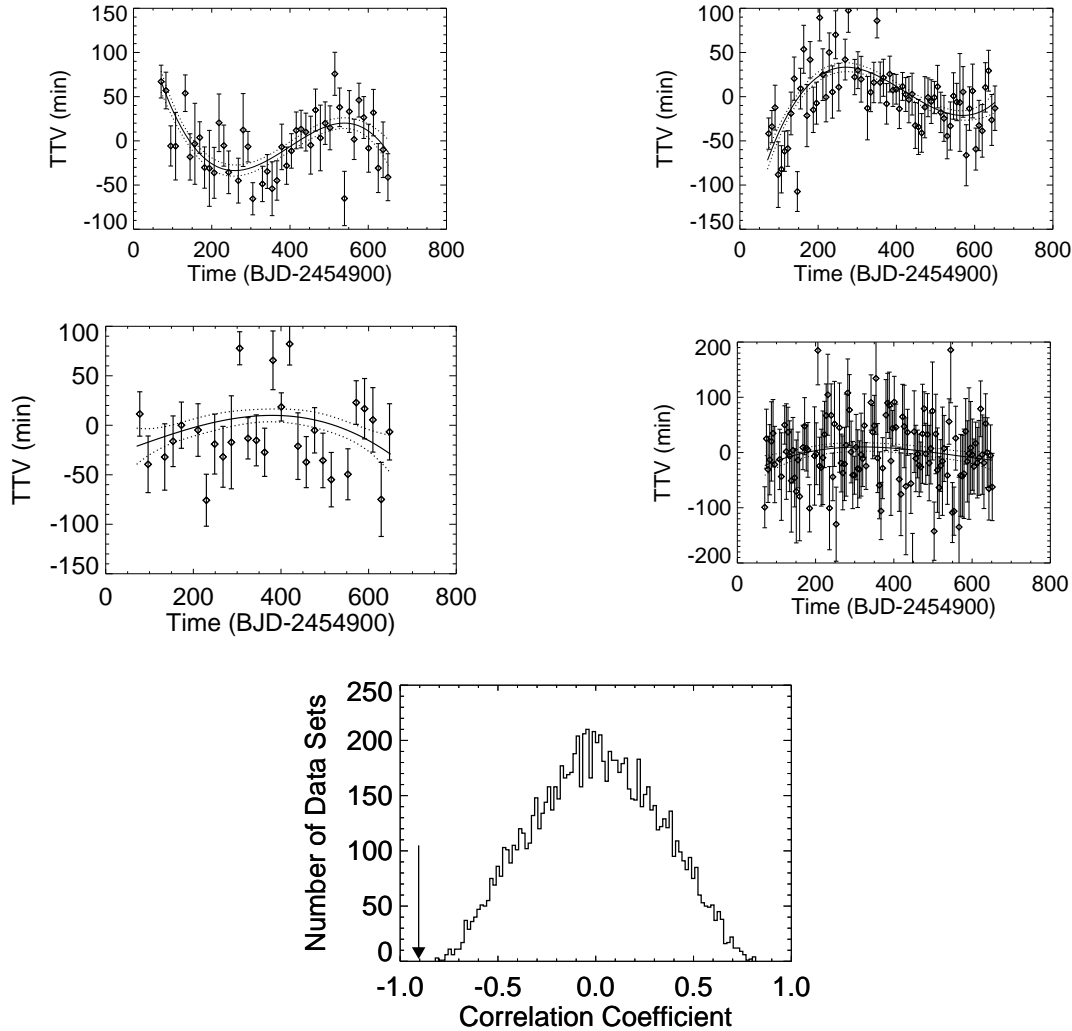 100
50
0
-50
-100
TTV (min)
0 200 400 600 800
Time (BJD-2454900)
100
50
0
-50
-100
-150
TTV (min)
0 200 400 600 800
Time (BJD-2454900)
100
50
0
-50
-100
-150
TTV (min)
0 200 400 600 800
Time (BJD-2454900)
200
100
0
-100
-200
TTV (min)
0 200 400 600 800
Time (BJD-2454900)
250
200
150
100
50
0
Number of Data Sets
-1.0 -0.5 0.0 0.5 1.0
Correlation Coefficient